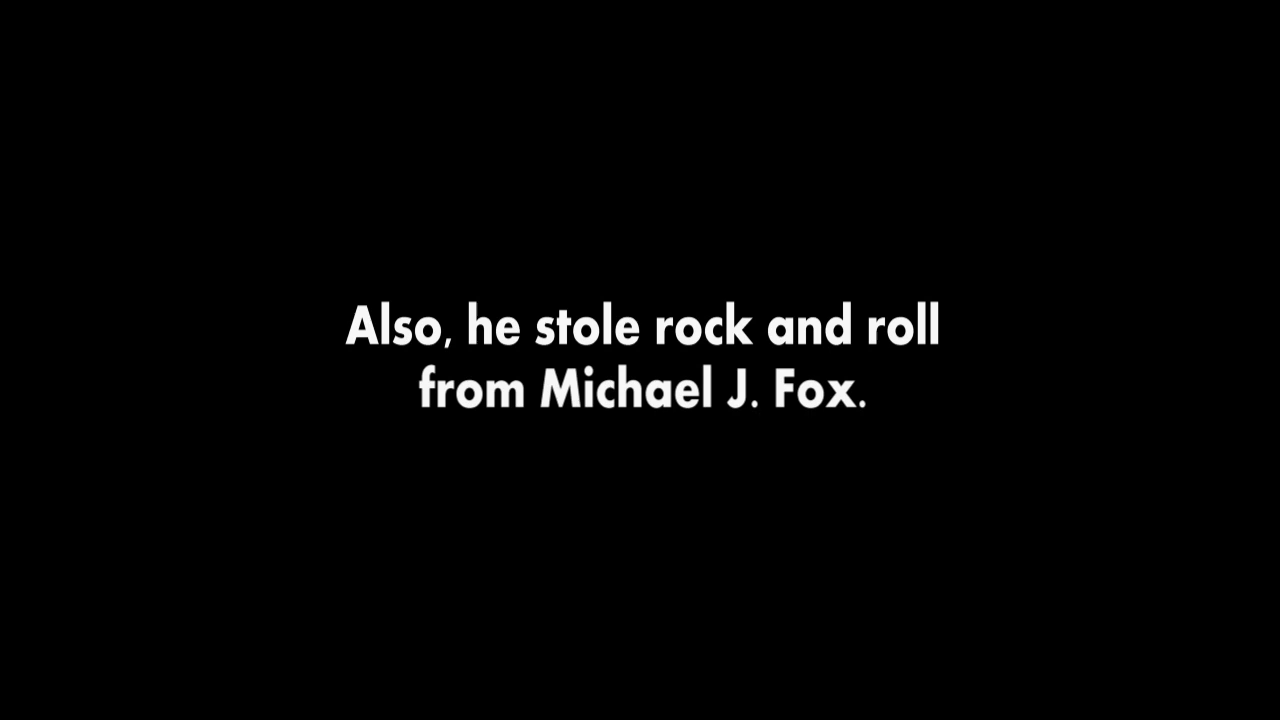 Also, he stole rock and roll
from Michael J. Fox.